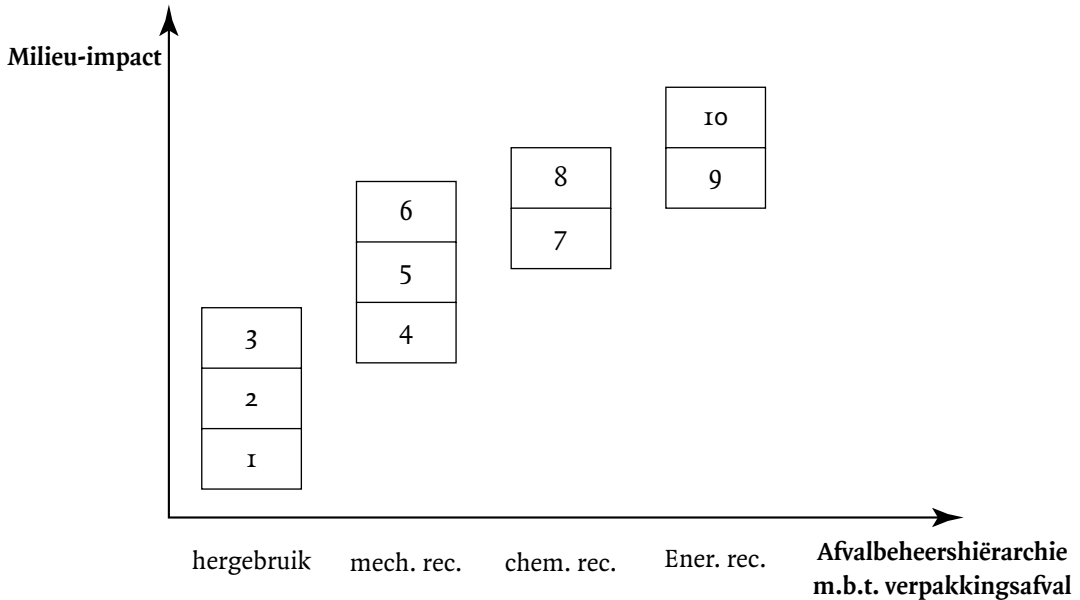 Milieu-impact
10
9
8
7
6
5
4
3
2
1
hergebruik
mech. rec.
chem. rec.
Ener. rec.
Afvalbeheershiërarchie
m.b.t. verpakkingsafval